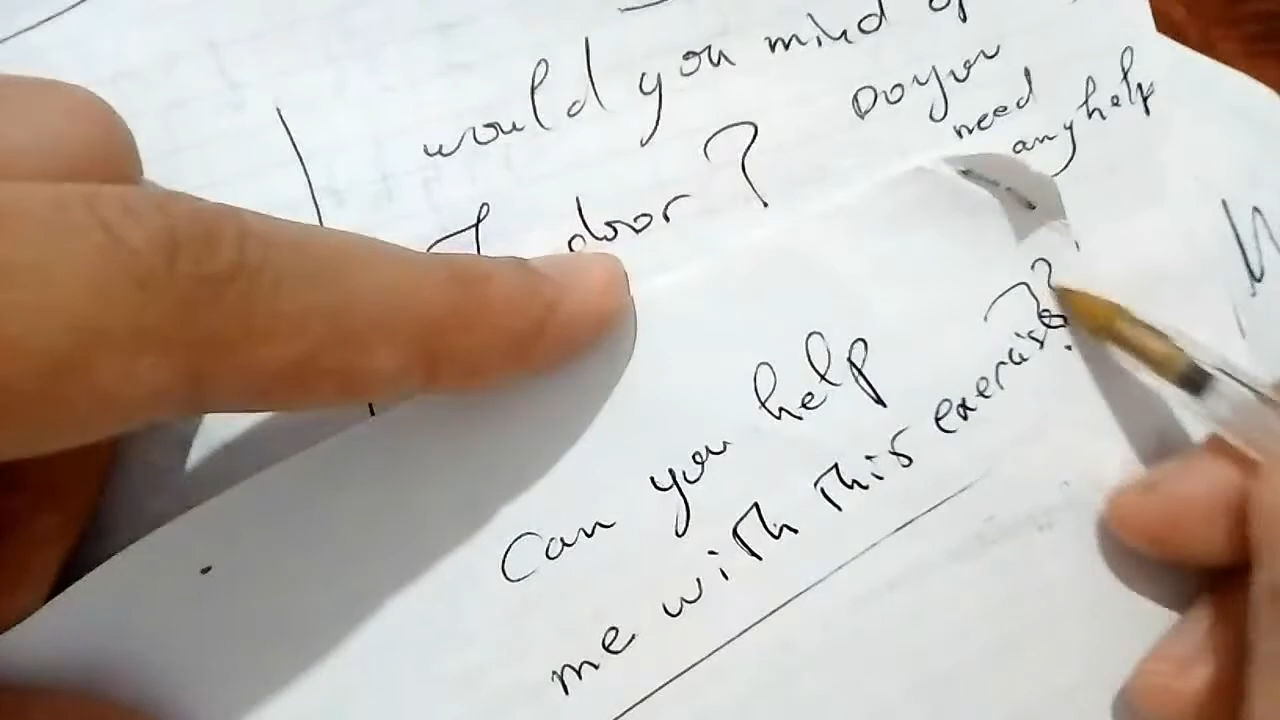 would you mind
door?
Do you
need
any help
Can you help
me with this exercise?